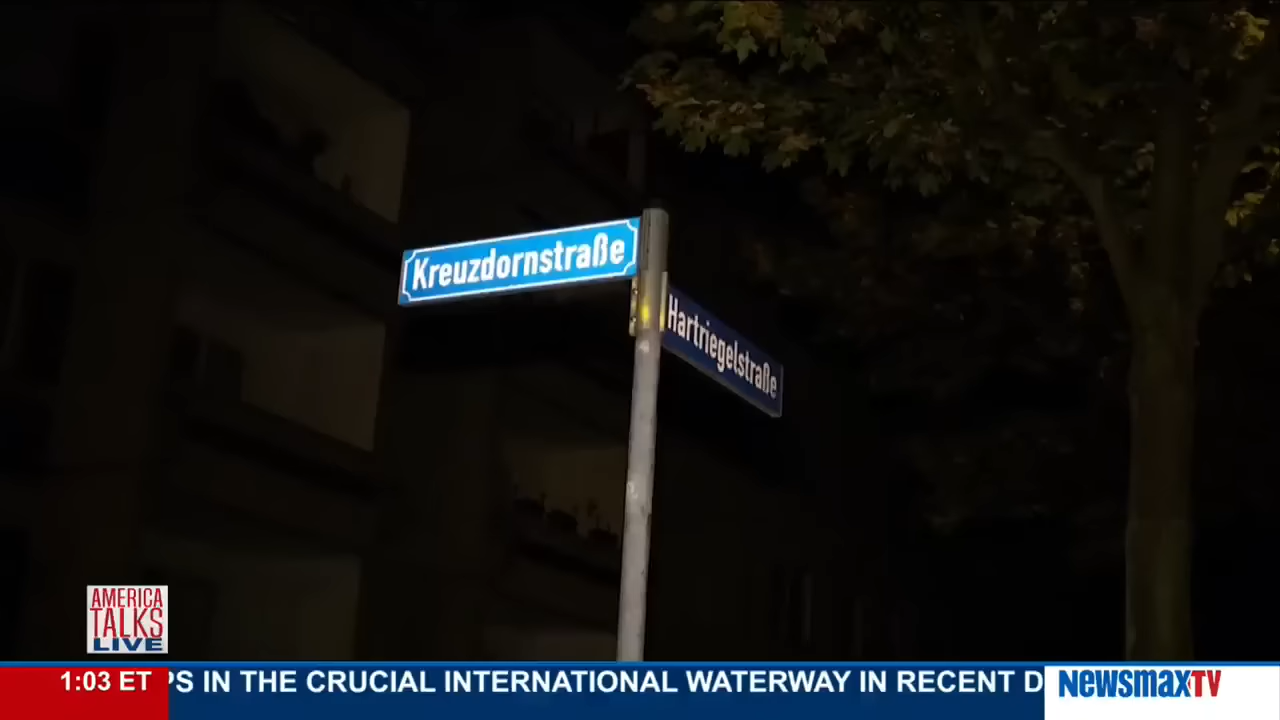 Kreuzdornstraße
Hartriegelstraße
AMERICA
TALKS
LIVE
1:03 ET
PS IN THE CRUCIAL INTERNATIONAL WATERWAY IN RECENT D
NEWSMAXTV